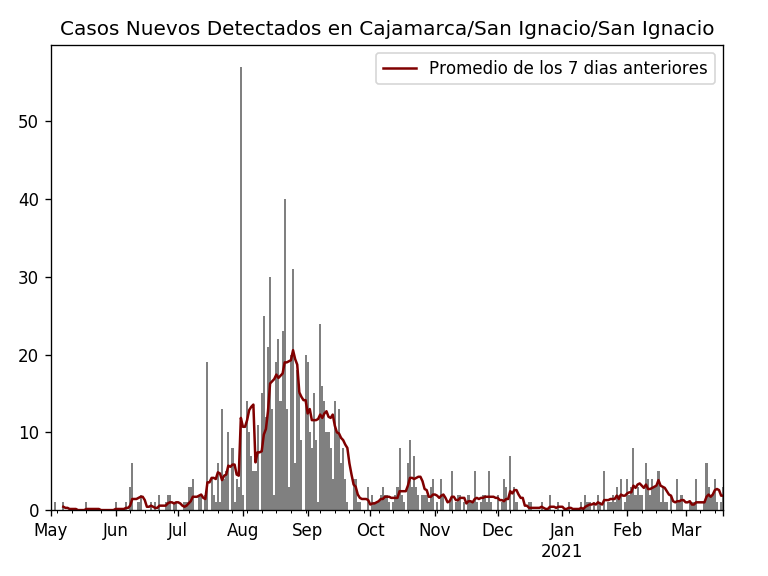 Casos Nuevos Detectados en Cajamarca/San Ignacio/San Ignacio
Promedio de los 7 dias anteriores
50
40
30
20
10
0
May Jun Jul Aug Sep Oct Nov Dec Jan Feb Mar
2021